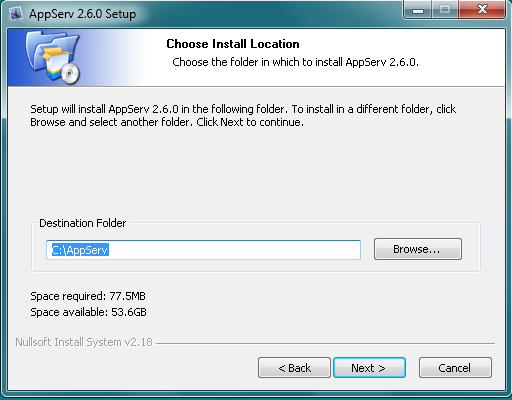 AppServ 2.6.0 Setup
Choose Install Location
Choose the folder in which to install AppServ 2.6.0.
Setup will install AppServ 2.6.0 in the following folder. To install in a different folder, click
Browse and select another folder. Click Next to continue.
Destination Folder
C:\AppServ
Browse...
Space required: 77.5MB
Space available: 53.6GB
Nullsoft Install System v2.18
< Back
Next >
Cancel